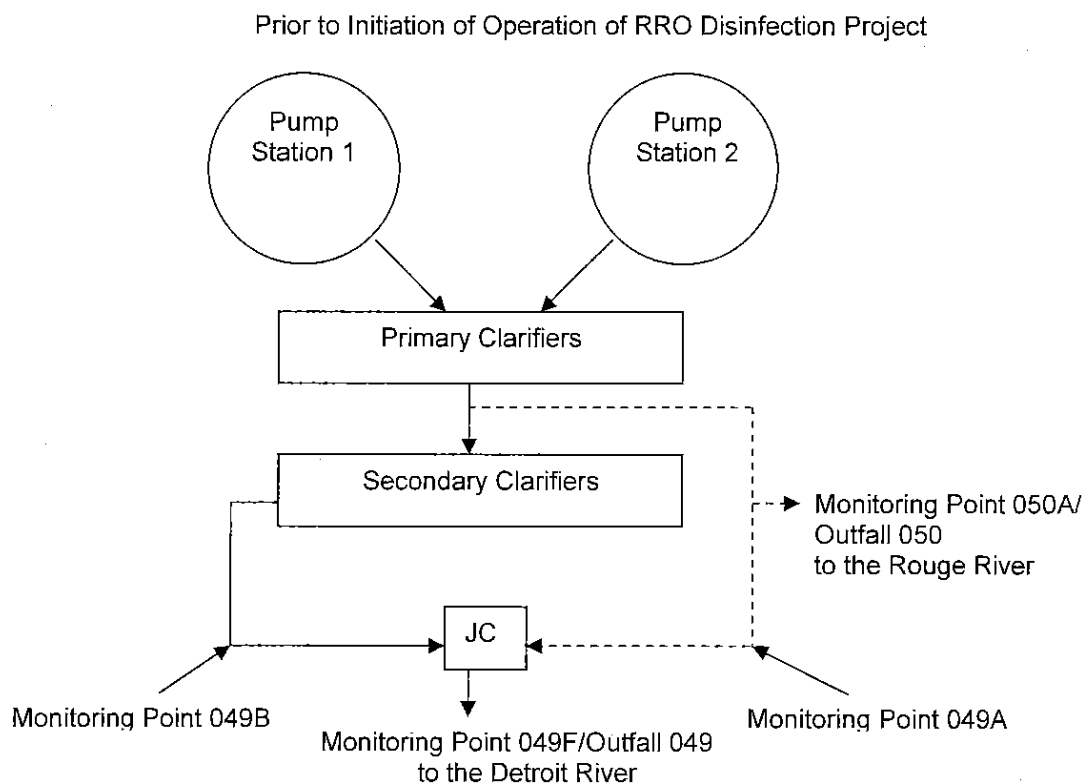 Prior to Initiation of Operation of RRO Disinfection Project
Pump
Station 1
Pump
Station 2
Primary Clarifiers
Secondary Clarifiers
Monitoring Point 050A/
Outfall 050
to the Rouge River
JC
Monitoring Point 049B
Monitoring Point 049A
Monitoring Point 049F/Outfall 049
to the Detroit River